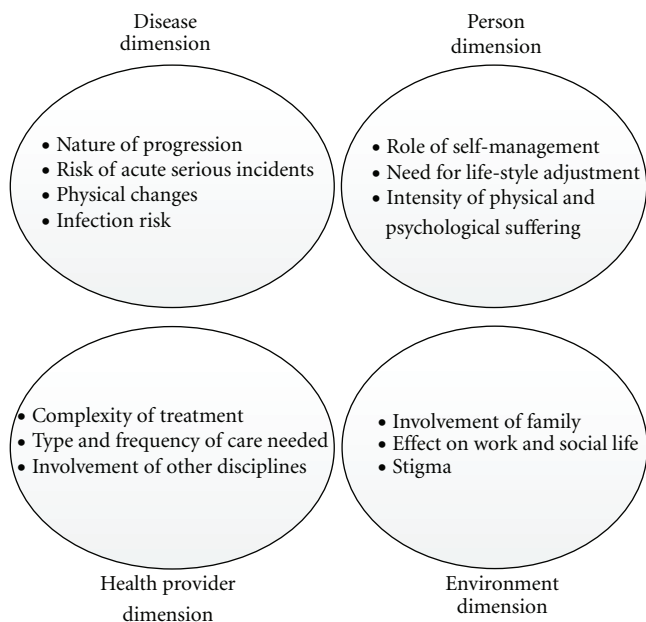 Disease
dimension
• Nature of progression
• Risk of acute serious incidents
• Physical changes
• Infection risk
Person
dimension
• Role of self-management
• Need for life-style adjustment
• Intensity of physical and
psychological suffering
• Complexity of treatment
• Type and frequency of care needed
• Involvement of other disciplines
Health provider
dimension
• Involvement of family
• Effect on work and social life
• Stigma
Environment
dimension